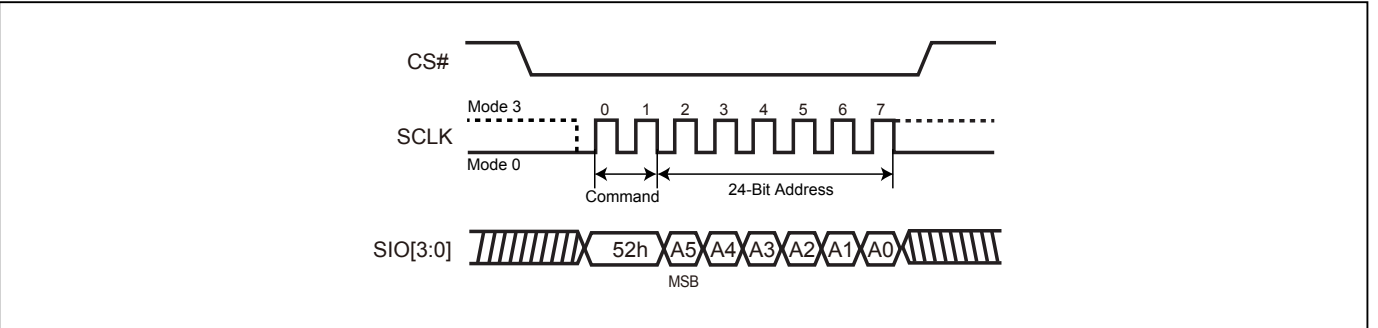 CS#
Mode 3
0 1 2 3 4 5 6 7
SCLK
Mode 0
Command
24-Bit Address
SIO[3:0]
52h A5 A4 A3 A2 A1 A0
MSB